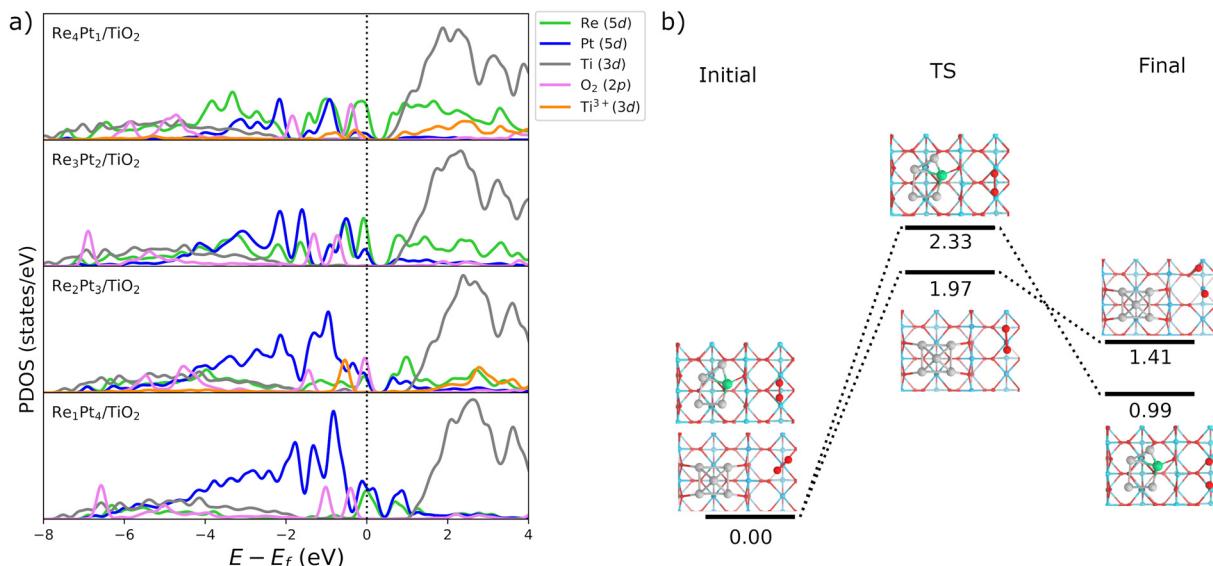 a)
Re₄Pt₁/TiO₂
Re₃Pt₂/TiO₂
Re₂Pt₃/TiO₂
Re₁Pt₄/TiO₂
PDOS (states/eV)
−8 −6 −4 −2 0 2 4
E − E_f (eV)
Re (5d)
Pt (5d)
Ti (3d)
O₂ (2p)
Ti³⁺ (3d)
b)
Initial
TS
Final
2.33
1.97
1.41
0.99
0.00